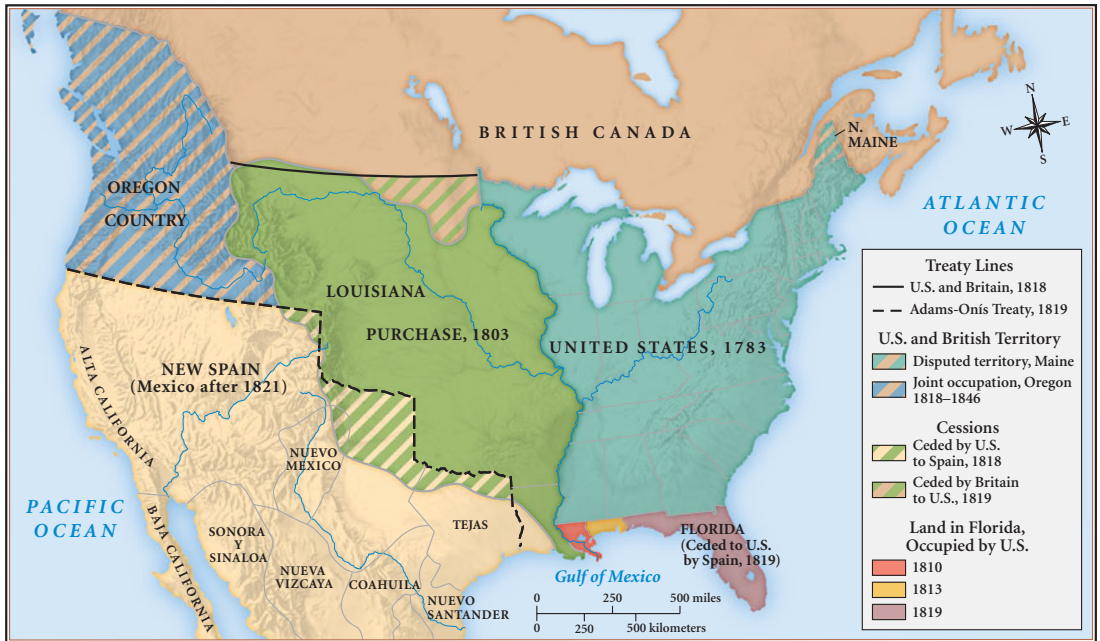 BRITISH CANADA
N.
MAINE
N
W
E
S
OREGON
COUNTRY
ATLANTIC
OCEAN
LOUISIANA
PURCHASE, 1803
UNITED STATES, 1783
NEW SPAIN
(Mexico after 1821)
ALTA CALIFORNIA
BAJA CALIFORNIA
PACIFIC
OCEAN
NUEVO
MÉXICO
SONORA
Y
SINALOA
NUEVA
VIZCAYA
COAHUILA
TEJAS
NUEVO
SANTANDER
FLORIDA
(Ceded to U.S.
by Spain, 1819)
Gulf of Mexico
0 250 500 miles
0 250 500 kilometers
Treaty Lines
U.S. and Britain, 1818
Adams-Onís Treaty, 1819
U.S. and British Territory
Disputed territory, Maine
Joint occupation, Oregon
1818–1846
Cessions
Ceded by U.S.
to Spain, 1818
Ceded by Britain
to U.S., 1819
Land in Florida,
Occupied by U.S.
1810
1813
1819